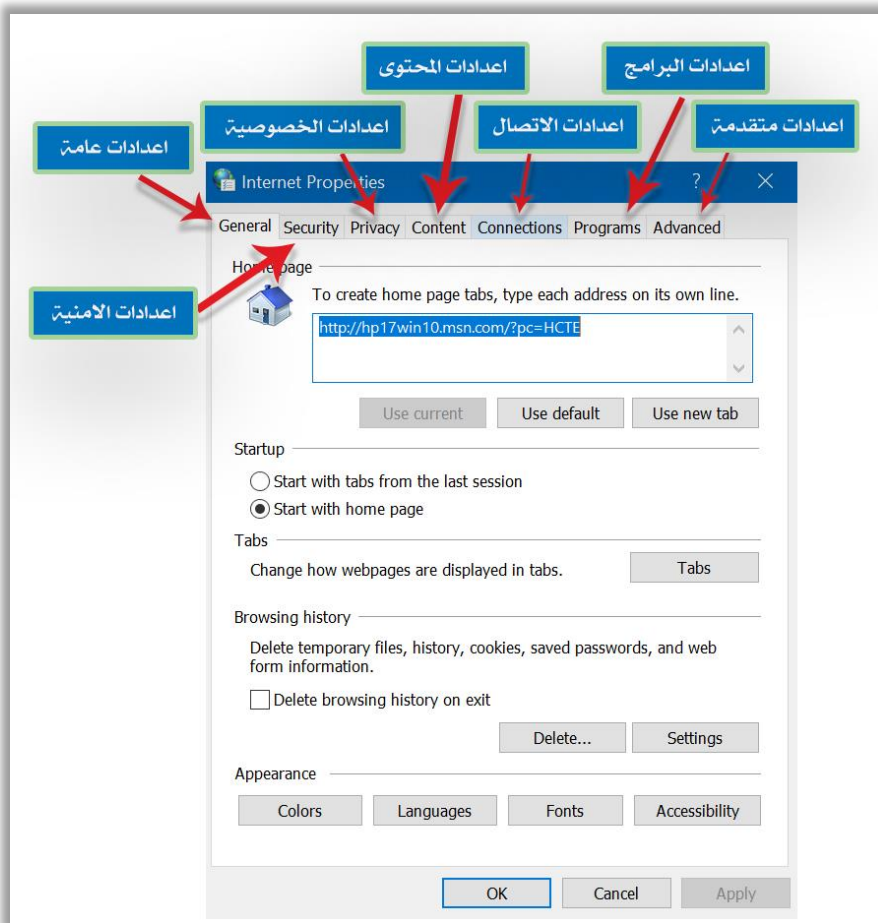 اعدادات المحتوى
اعدادات البرامج
اعدادات عامة
اعدادات الخصوصية
اعدادات الاتصال
اعدادات متقدمة
Internet Properties
?
General Security Privacy Content Connections Programs Advanced
Home page
اعدادات الامنية
To create home page tabs, type each address on its own line.
http://hp17win10.msn.com/?pc=HCTE
Use current Use default Use new tab
Startup
Start with tabs from the last session
Start with home page
Tabs
Change how webpages are displayed in tabs. Tabs
Browsing history
Delete temporary files, history, cookies, saved passwords, and web
form information.
Delete browsing history on exit
Delete... Settings
Appearance
Colors Languages Fonts Accessibility
OK Cancel Apply